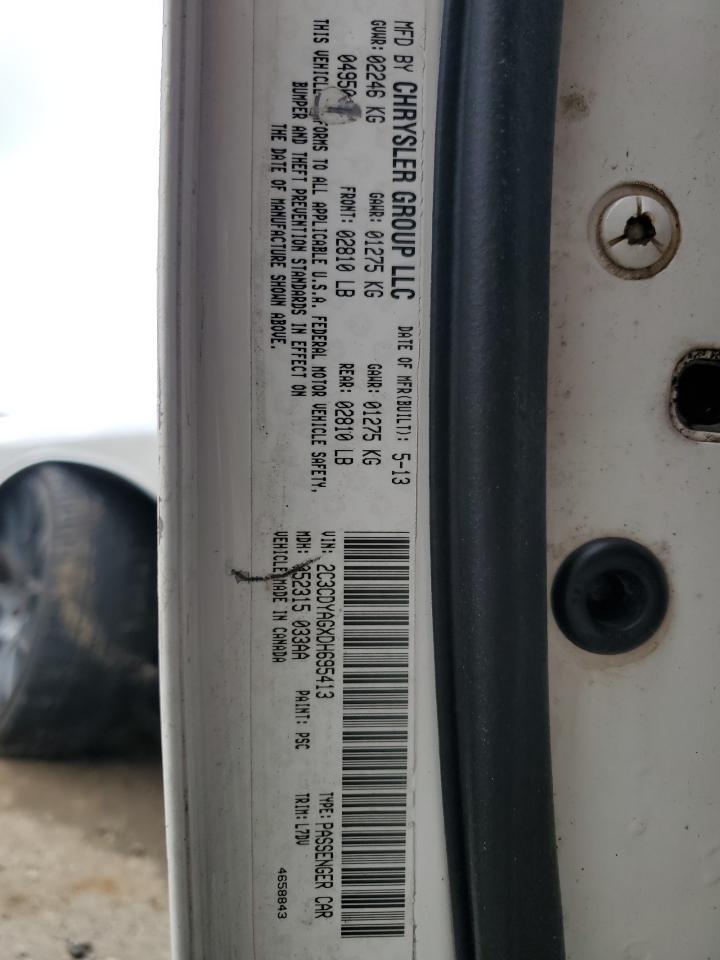 MFD BY CHRYSLER GROUP LLC DATE OF MFR(BUILT): 5-13
GVWR: 02246 KG GAWR: 01275 KG GAWR: 01275 KG
0495 FRONT: 02810 LB REAR: 02810 LB
THIS VEHICLE TO ALL APPLICABLE U.S.A. FEDERAL MOTOR VEHICLE SAFETY,
BUMPER AND THEFT PREVENTION STANDARDS IN EFFECT ON
THE DATE OF MANUFACTURE SHOWN ABOVE.
VIN: 2C3CDYAGXDH695413 TYPE: PASSENGER CAR
MDH: 052315 033AA PAINT: PSC TRIM: L7DV
VEHICLE MADE IN CANADA
4658843